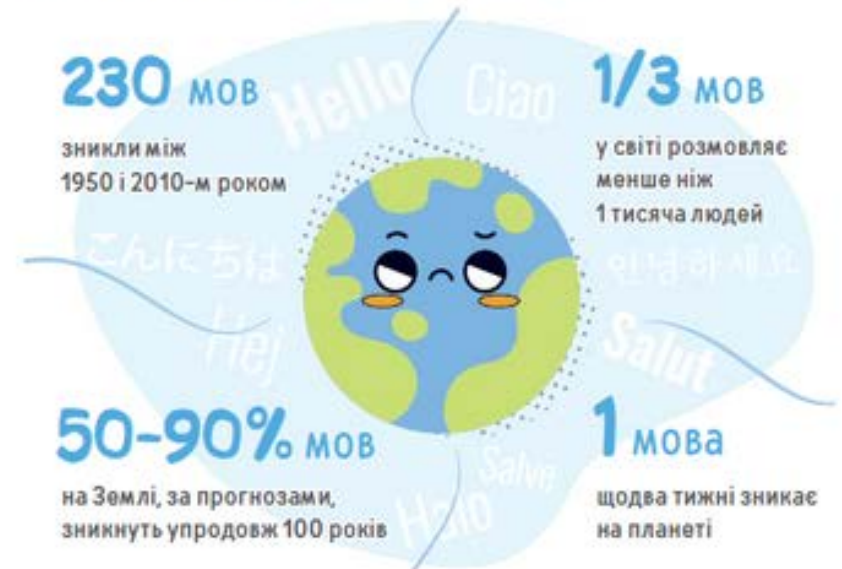 230 мов
зникли між
1950 і 2010-м роком
Hello
Ciao
1/3 мов
у світі розмовляє
менше ніж
1 тисяча людей
こんにちは
안녕하세요
Hej
Salut
50-90% мов
на Землі, за прогнозами,
зникнуть упродовж 100 років
Salve
Halo
1 мова
щодва тижні зникає
на планеті